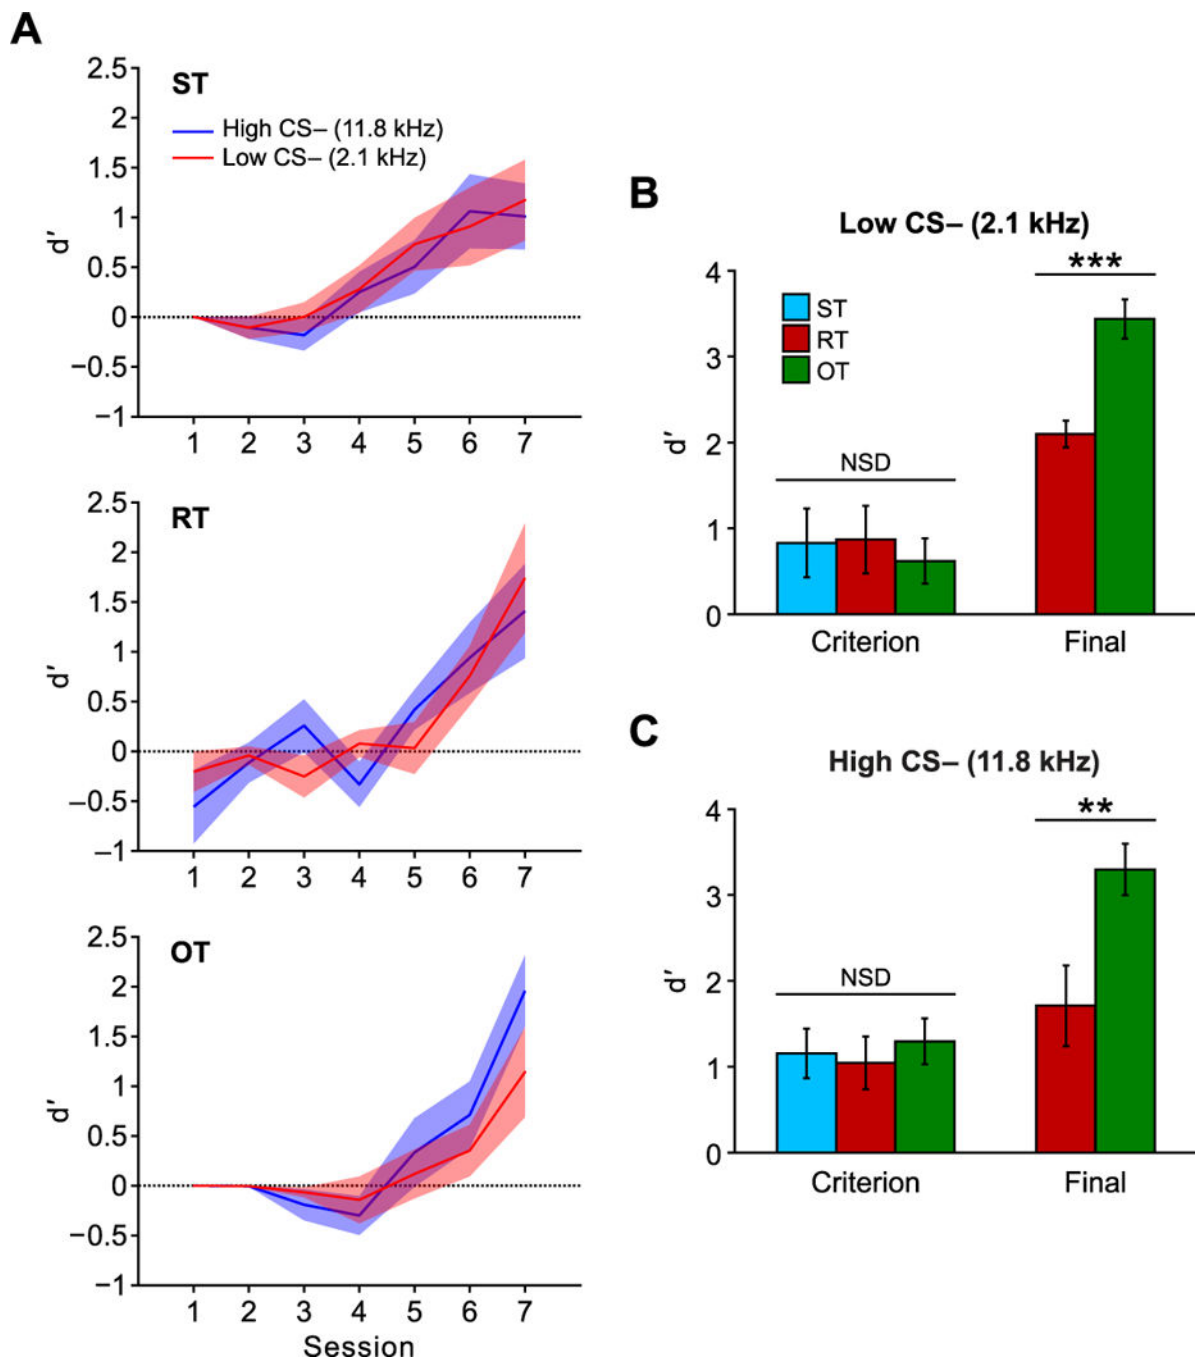 A
2.5
ST
2
High CS– (11.8 kHz)
1.5
Low CS– (2.1 kHz)
1
d′
0.5
0
−0.5
−1
1 2 3 4 5 6 7
2.5
RT
2
1.5
1
d′
0.5
0
−0.5
−1
1 2 3 4 5 6 7
2.5
OT
2
1.5
1
d′
0.5
0
−0.5
−1
1 2 3 4 5 6 7
Session
B
Low CS– (2.1 kHz)
4
***
ST
RT
OT
3
d′
2
NSD
1
0
Criterion Final
C
High CS– (11.8 kHz)
4
**
3
d′
2
NSD
1
0
Criterion Final